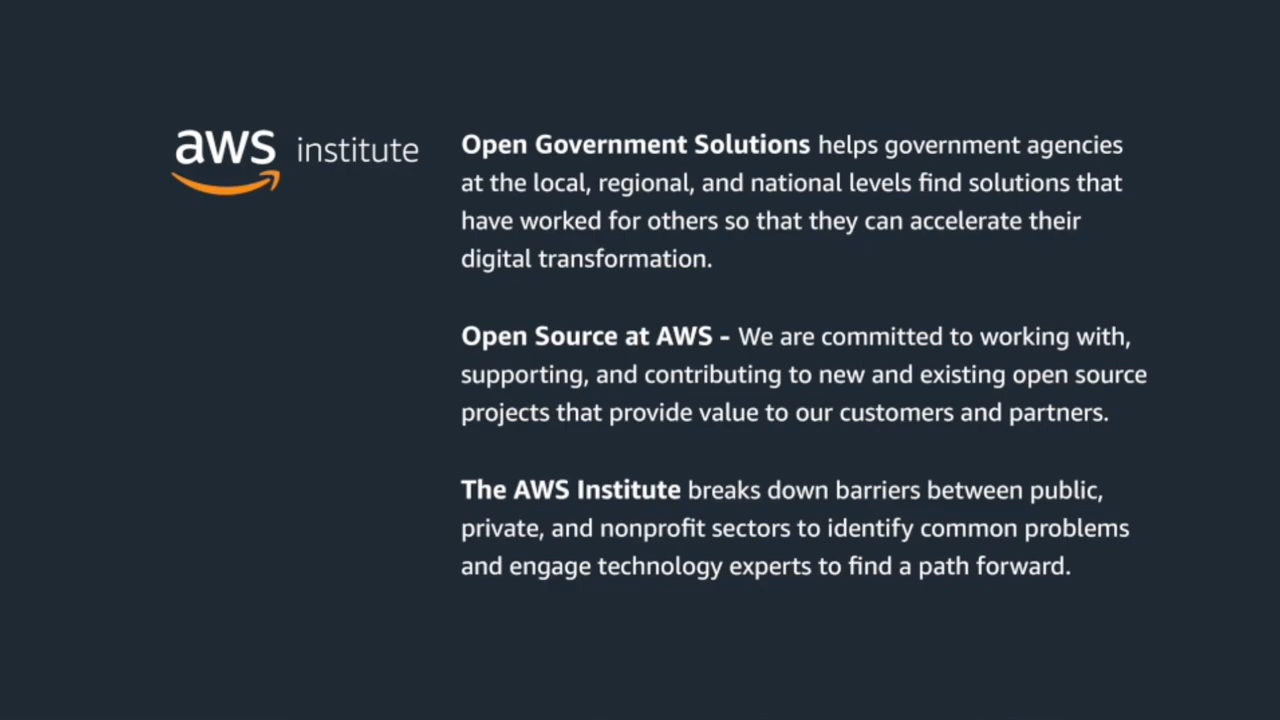 aws institute
Open Government Solutions helps government agencies
at the local, regional, and national levels find solutions that
have worked for others so that they can accelerate their
digital transformation.
Open Source at AWS - We are committed to working with,
supporting, and contributing to new and existing open source
projects that provide value to our customers and partners.
The AWS Institute breaks down barriers between public,
private, and nonprofit sectors to identify common problems
and engage technology experts to find a path forward.